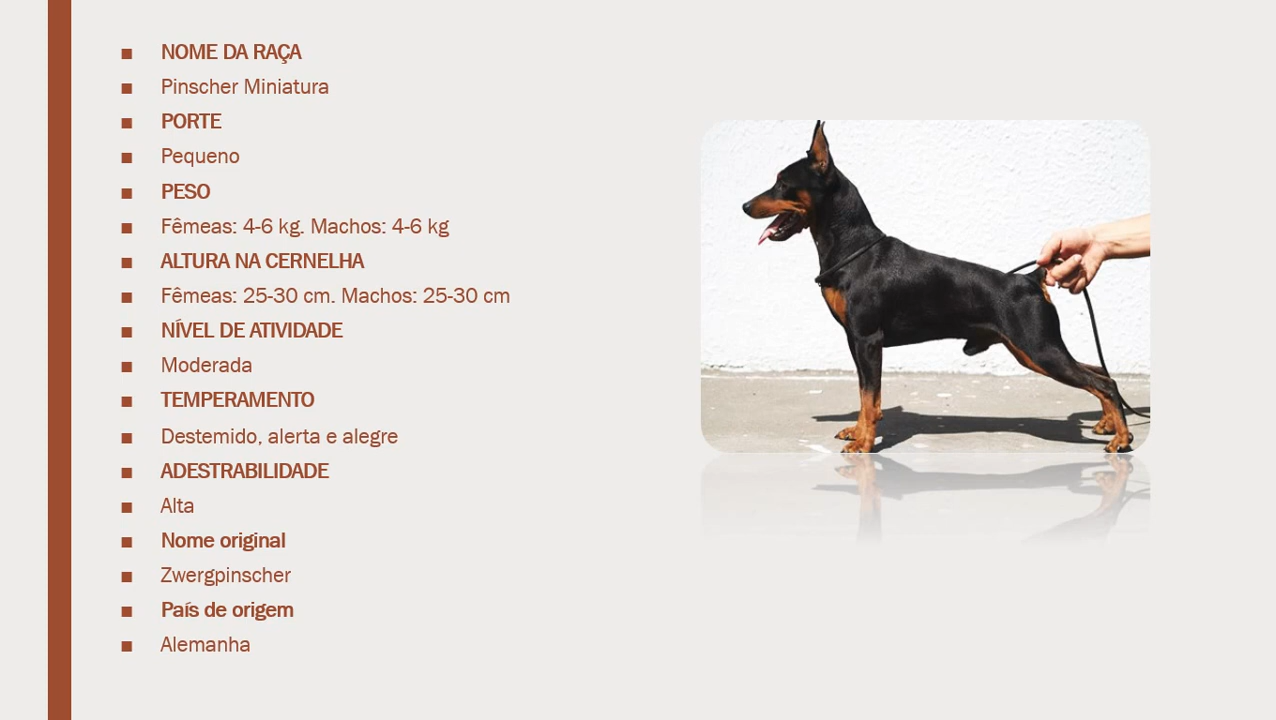 NOME DA RAÇA
Pinscher Miniatura
PORTE
Pequeno
PESO
Fêmeas: 4-6 kg. Machos: 4-6 kg
ALTURA NA CERNELHA
Fêmeas: 25-30 cm. Machos: 25-30 cm
NÍVEL DE ATIVIDADE
Moderada
TEMPERAMENTO
Destemido, alerta e alegre
ADESTRABILIDADE
Alta
Nome original
Zwergpinscher
País de origem
Alemanha